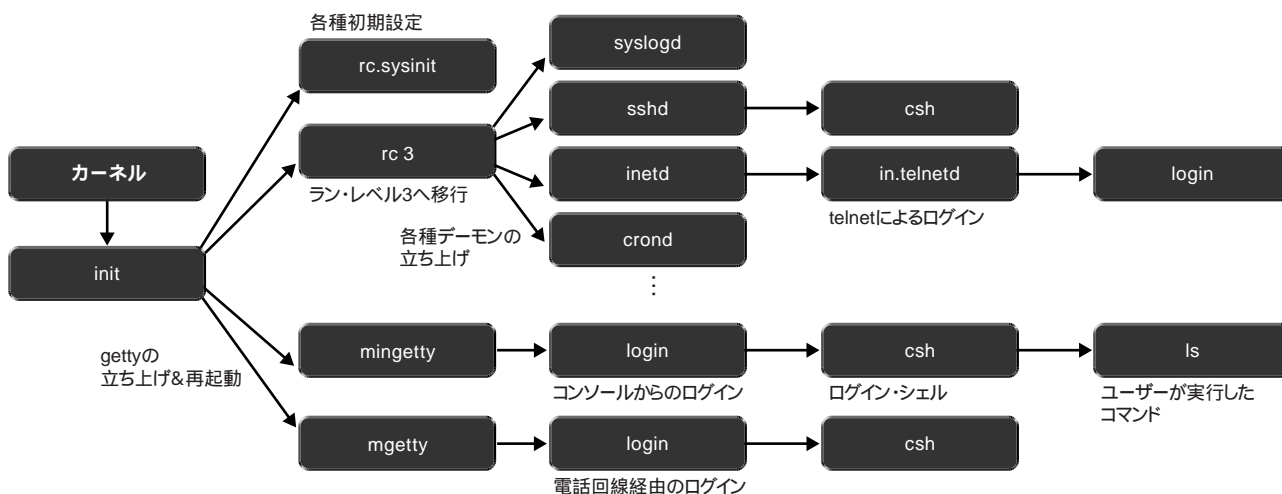 各種初期設定
rc.sysinit
syslogd
sshd
csh
カーネル
rc 3
ラン・レベル3へ移行
inetd
in.telnetd
telnetによるログイン
login
各種デーモンの
立ち上げ
crond
⋮
init
gettyの
立ち上げ&再起動
mingetty
login
コンソールからのログイン
csh
ログイン・シェル
ls
ユーザーが実行した
コマンド
mgetty
login
電話回線経由のログイン
csh